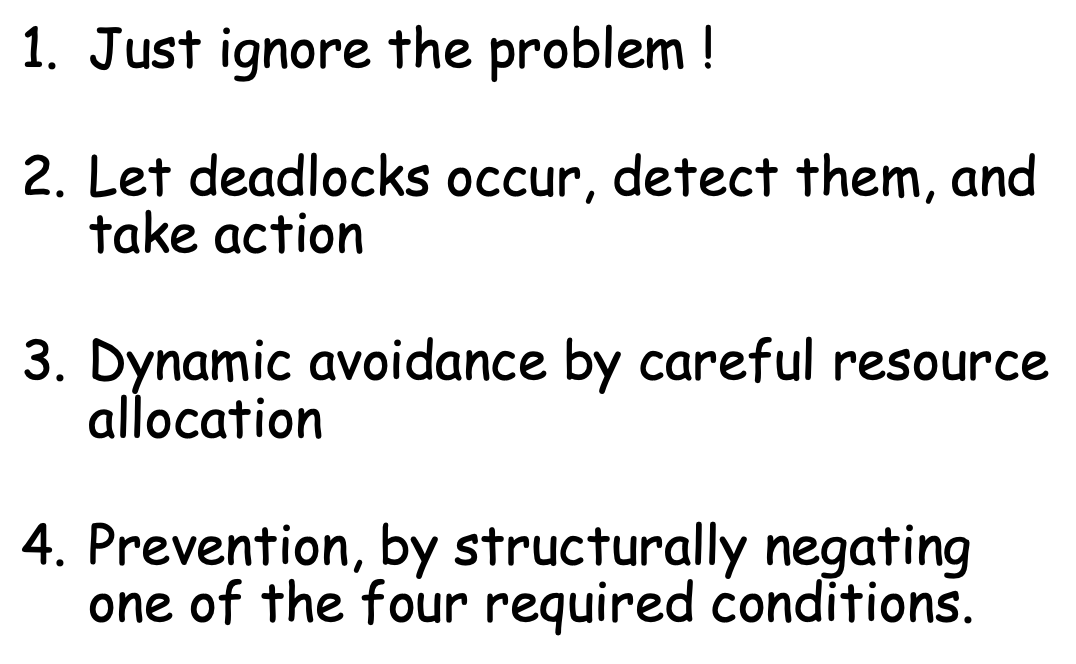 1. Just ignore the problem !
2. Let deadlocks occur, detect them, and
take action
3. Dynamic avoidance by careful resource
allocation
4. Prevention, by structurally negating
one of the four required conditions.